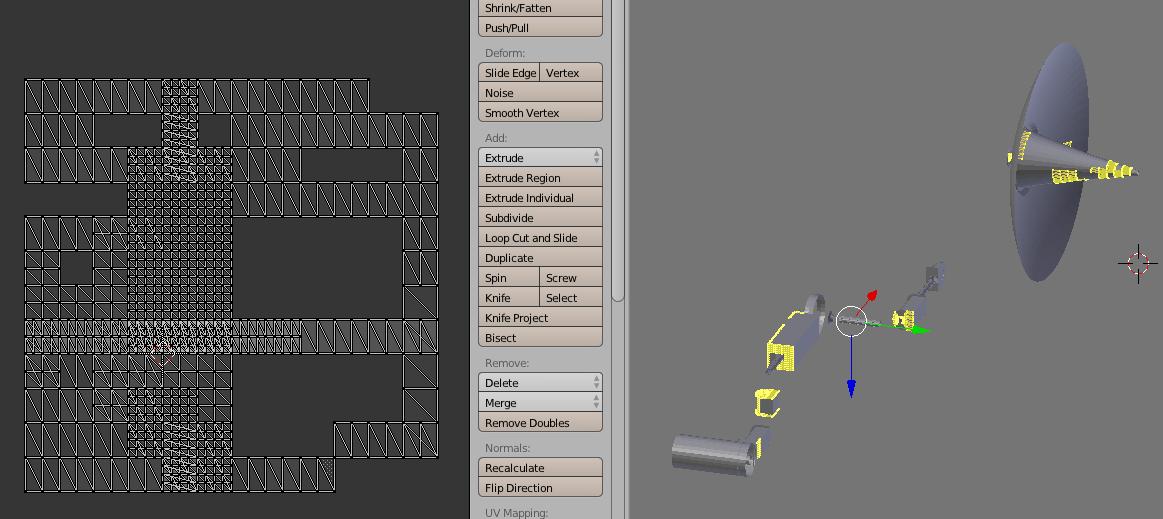 Shrink/Fatten
Push/Pull
Deform:
Slide Edge Vertex
Noise
Smooth Vertex
Add:
Extrude
Extrude Region
Extrude Individual
Subdivide
Loop Cut and Slide
Duplicate
Spin Screw
Knife Select
Knife Project
Bisect
Remove:
Delete
Merge
Remove Doubles
Normals:
Recalculate
Flip Direction
UV Mapping: